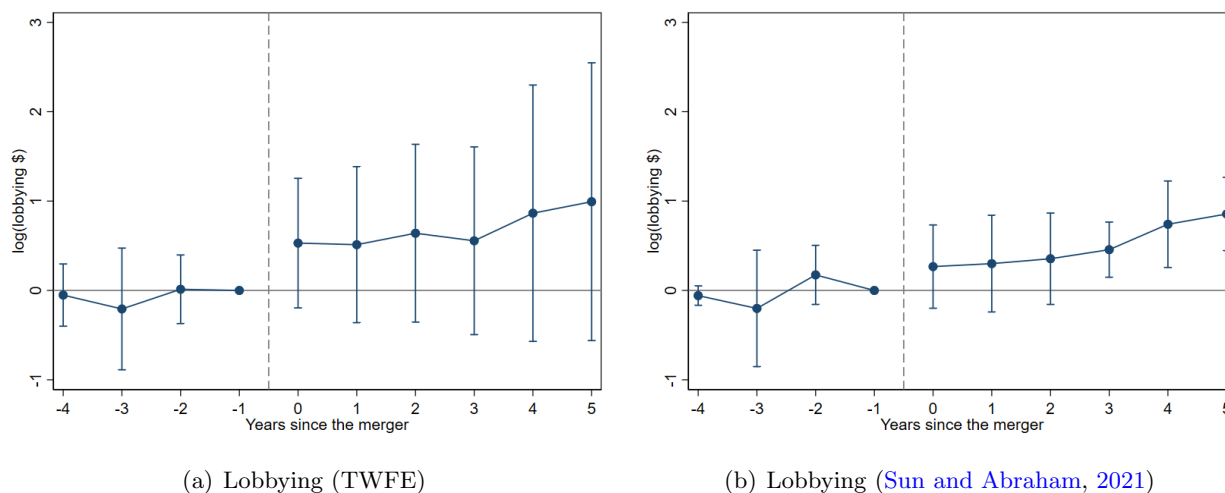 3
2
1
0
-1
log(lobbying $)
-4 -3 -2 -1 0 1 2 3 4 5
Years since the merger
(a) Lobbying (TWFE)
3
2
1
0
-1
log(lobbying $)
-4 -3 -2 -1 0 1 2 3 4 5
Years since the merger
(b) Lobbying (Sun and Abraham, 2021)